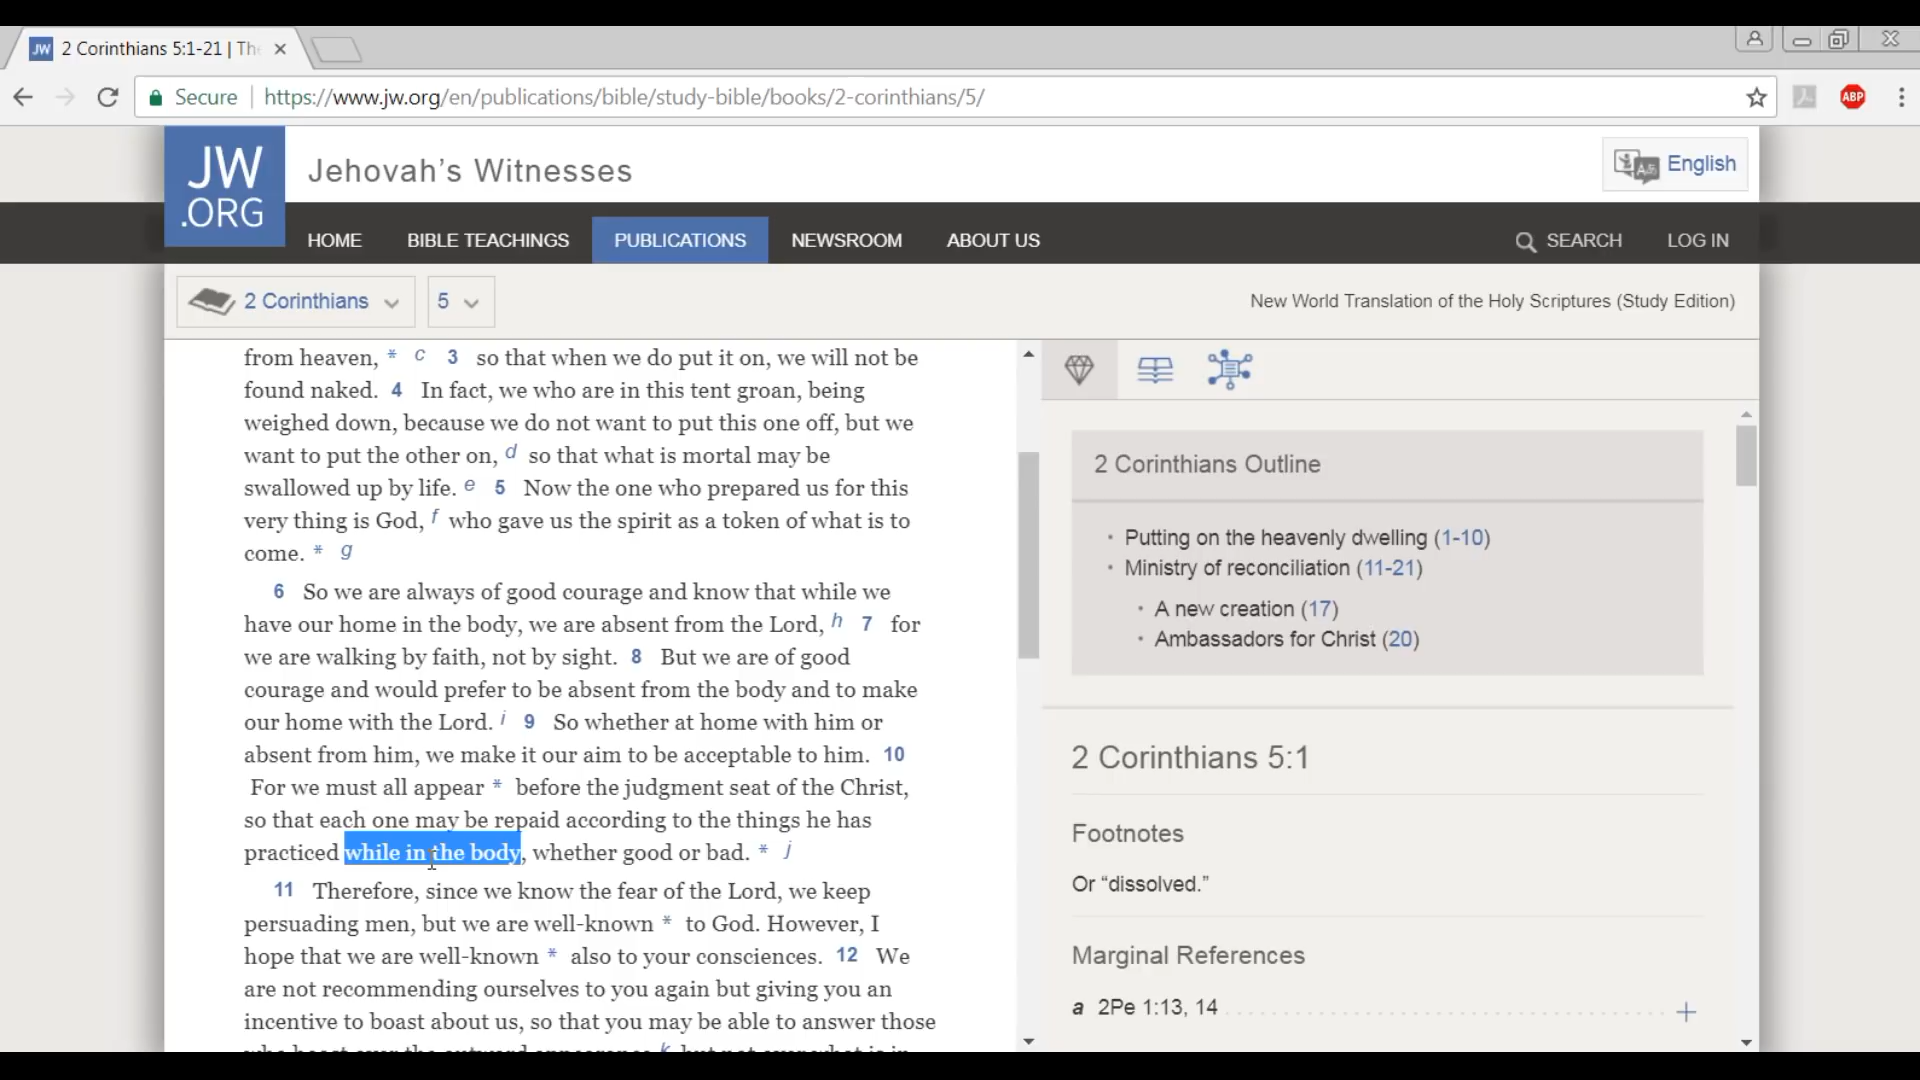 JW 2 Corinthians 5:1-21 | The
Secure https://www.jw.org/en/publications/bible/study-bible/books/2-corinthians/5/ ABP
JW
.ORG
Jehovah's Witnesses
English
HOME BIBLE TEACHINGS PUBLICATIONS NEWSROOM ABOUT US SEARCH LOG IN
2 Corinthians 5 New World Translation of the Holy Scriptures (Study Edition)
from heaven, * c 3 so that when we do put it on, we will not be
found naked. 4 In fact, we who are in this tent groan, being
weighed down, because we do not want to put this one off, but we
want to put the other on, d so that what is mortal may be
swallowed up by life. e 5 Now the one who prepared us for this
very thing is God, f who gave us the spirit as a token of what is to
come. * g
6 So we are always of good courage and know that while we
have our home in the body, we are absent from the Lord, h 7 for
we are walking by faith, not by sight. 8 But we are of good
courage and would prefer to be absent from the body and to make
our home with the Lord. i 9 So whether at home with him or
absent from him, we make it our aim to be acceptable to him. 10
For we must all appear * before the judgment seat of the Christ,
so that each one may be repaid according to the things he has
practiced while in the body, whether good or bad. * j
11 Therefore, since we know the fear of the Lord, we keep
persuading men, but we are well-known * to God. However, I
hope that we are well-known * also to your consciences. 12 We
are not recommending ourselves to you again but giving you an
incentive to boast about us, so that you may be able to answer those
2 Corinthians Outline
• Putting on the heavenly dwelling (1-10)
• Ministry of reconciliation (11-21)
• A new creation (17)
• Ambassadors for Christ (20)
2 Corinthians 5:1
Footnotes
Or “dissolved.”
Marginal References
a 2Pe 1:13, 14 +